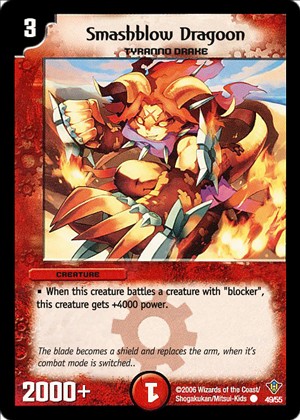 3
Smashblow Dragoon
TYRANNO DRAKE
CREATURE
▪ When this creature battles a creature with "blocker",
this creature gets +4000 power.
The blade becomes a shield and replaces the arm, when it's
combat mode is switched..
2000+
1
©2006 Wizards of the Coast/
Shogakukan/Mitsui-Kids ● 49/55